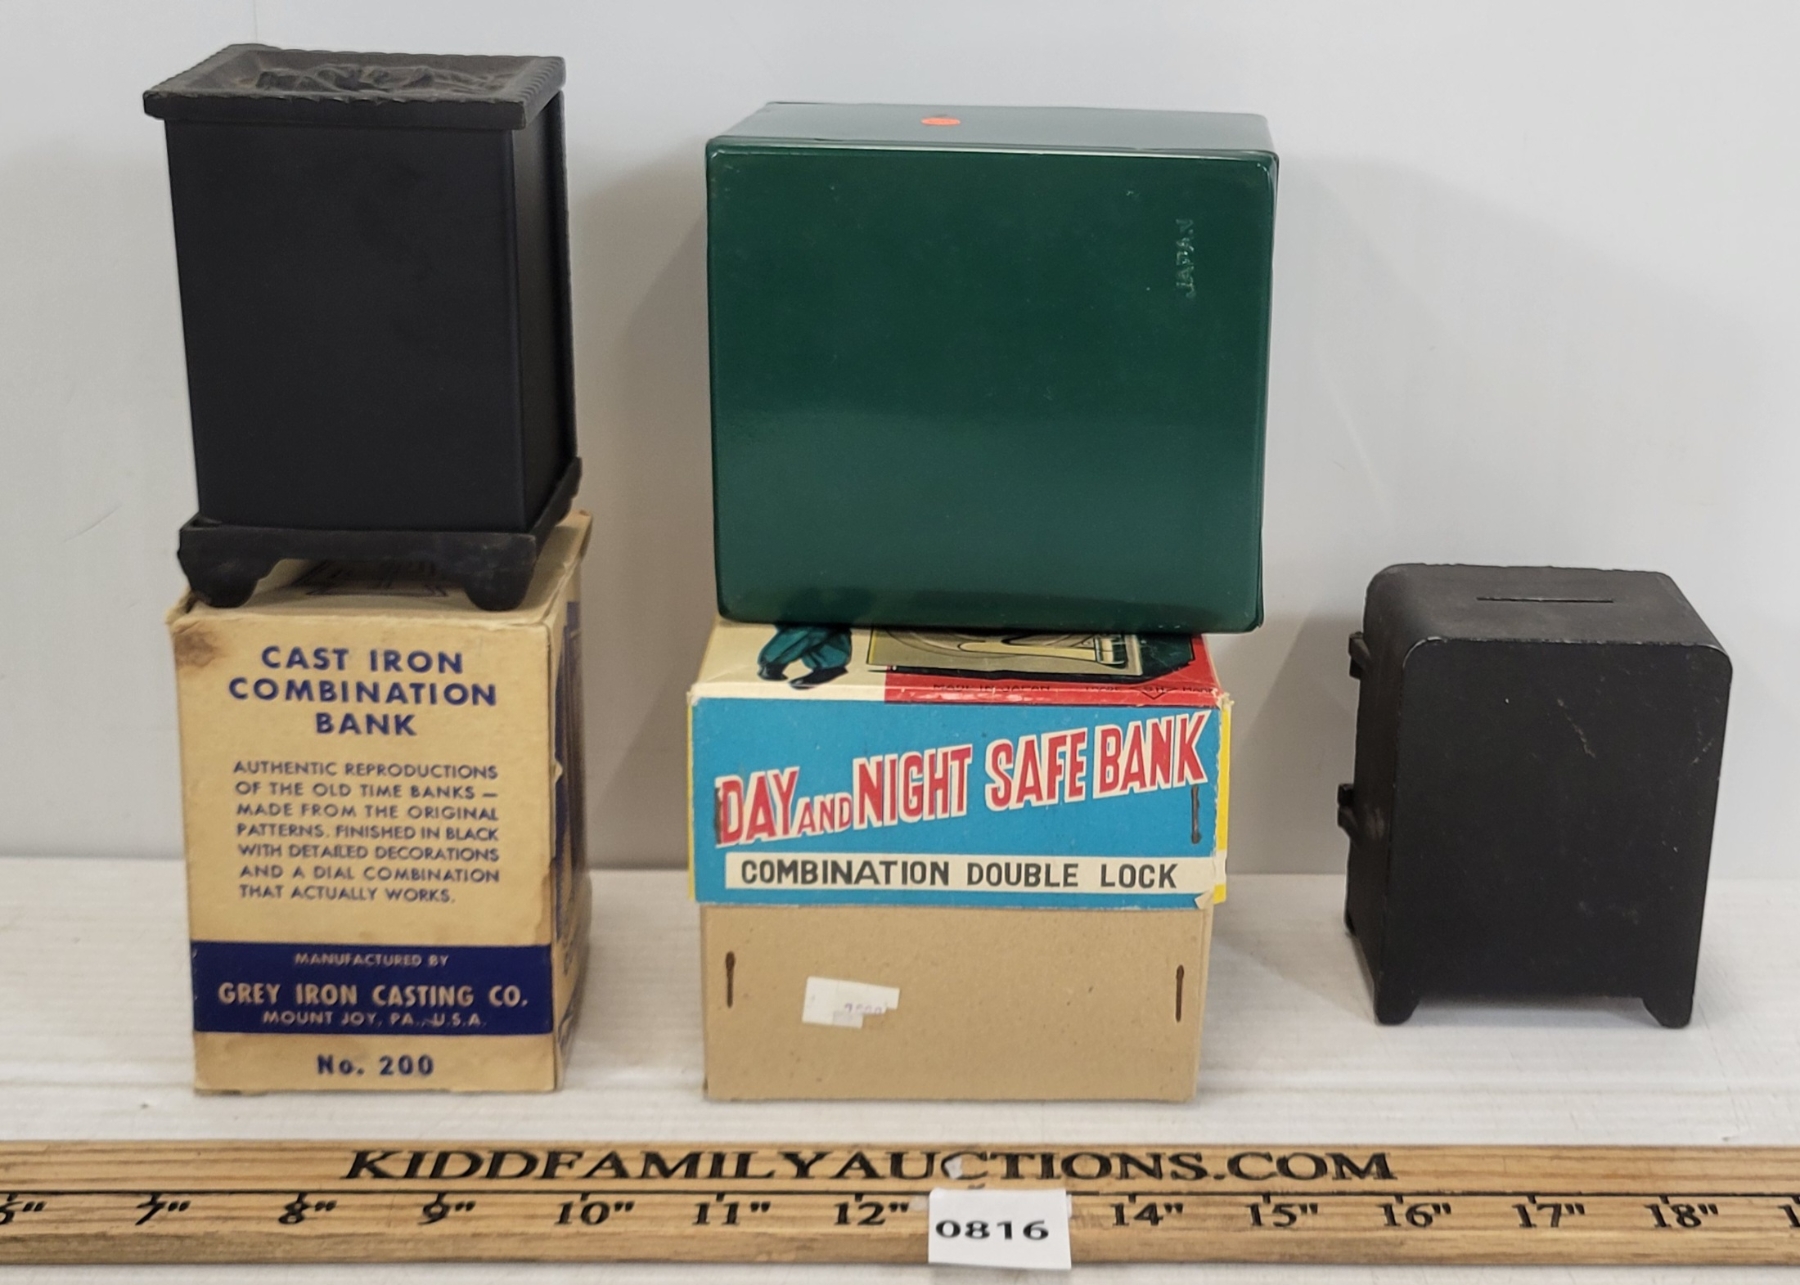 JAPAN
CAST IRON
COMBINATION
BANK
AUTHENTIC REPRODUCTIONS
OF THE OLD TIME BANKS —
MADE FROM THE ORIGINAL
PATTERNS. FINISHED IN BLACK
WITH DETAILED DECORATIONS
AND A DIAL COMBINATION
THAT ACTUALLY WORKS.
MANUFACTURED BY
GREY IRON CASTING CO.
MOUNT JOY, PA., U.S.A.
No. 200
MADE IN JAPAN
DAY AND NIGHT SAFE BANK
COMBINATION DOUBLE LOCK
KIDDFAMILYAUCTIONS.COM
7" 8" 9" 10" 11" 12" 14" 15" 16" 17" 18"
0816